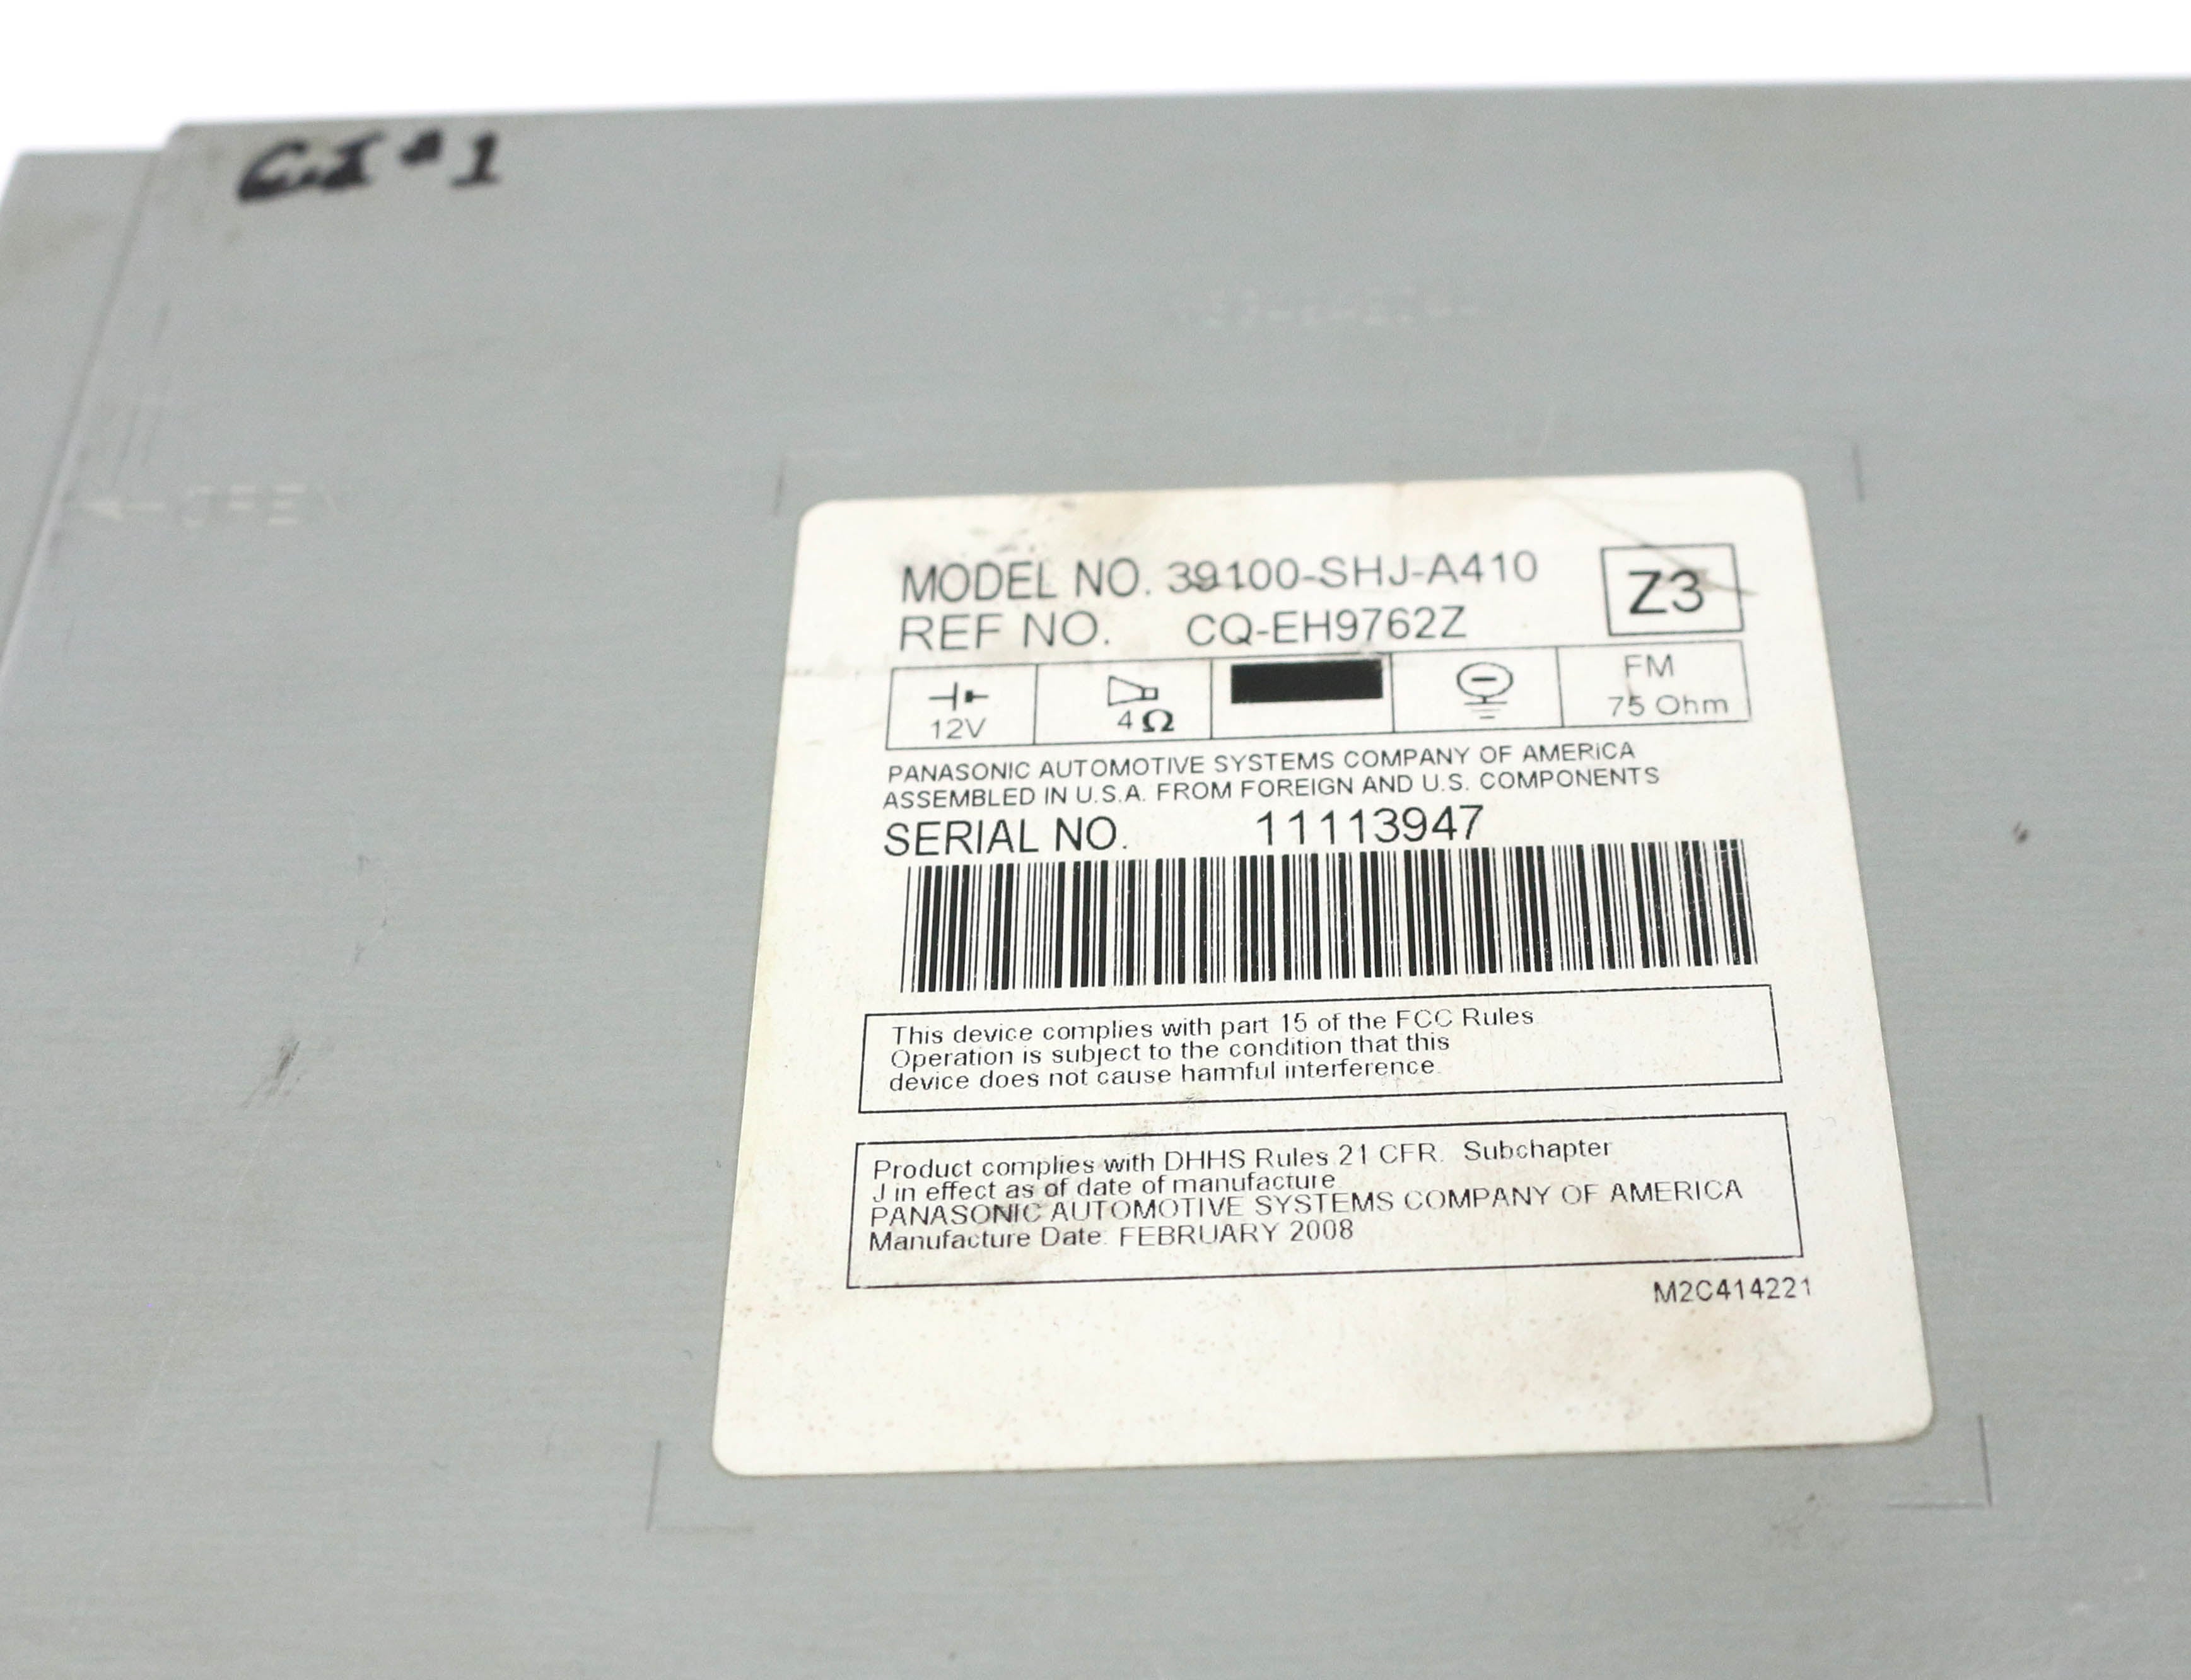 #1
OPEN
MODEL NO. 39100-SHJ-A410
Z3
REF NO. CQ-EH9762Z
12V
4Ω
FM
75 Ohm
PANASONIC AUTOMOTIVE SYSTEMS COMPANY OF AMERICA
ASSEMBLED IN U.S.A. FROM FOREIGN AND U.S. COMPONENTS
SERIAL NO. 11113947
This device complies with part 15 of the FCC Rules
Operation is subject to the condition that this
device does not cause harmful interference.
Product complies with DHHS Rules 21 CFR. Subchapter
J in effect as of date of manufacture
PANASONIC AUTOMOTIVE SYSTEMS COMPANY OF AMERICA
Manufacture Date: FEBRUARY 2008
M2C414221